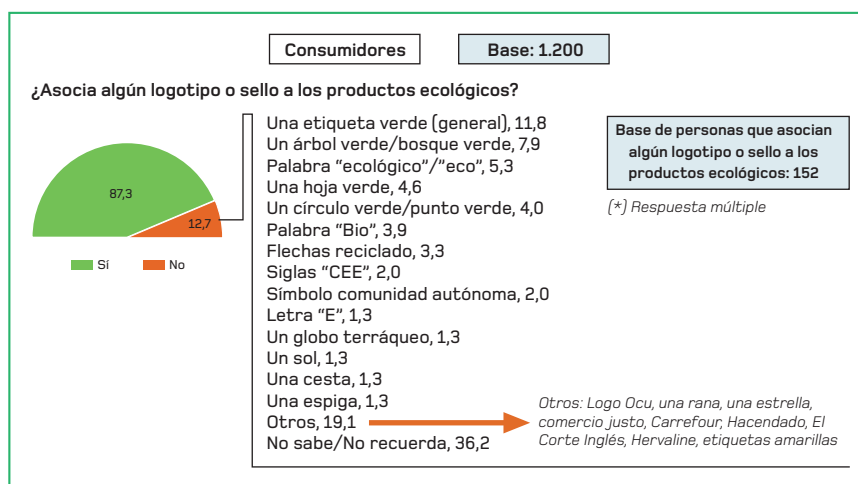 Consumidores
Base: 1.200
¿Asocia algún logotipo o sello a los productos ecológicos?
87,3
12,7
Sí
No
Una etiqueta verde (general), 11,8
Un árbol verde/bosque verde, 7,9
Palabra “ecológico”/”eco”, 5,3
Una hoja verde, 4,6
Un círculo verde/punto verde, 4,0
Palabra “Bio”, 3,9
Flechas reciclado, 3,3
Siglas “CEE”, 2,0
Símbolo comunidad autónoma, 2,0
Letra “E”, 1,3
Un globo terráqueo, 1,3
Un sol, 1,3
Una cesta, 1,3
Una espiga, 1,3
Otros, 19,1
No sabe/No recuerda, 36,2
Base de personas que asocian
algún logotipo o sello a los
productos ecológicos: 152
(*) Respuesta múltiple
Otros: Logo Ocu, una rana, una estrella,
comercio justo, Carrefour, Hacendado, El
Corte Inglés, Hervaline, etiquetas amarillas